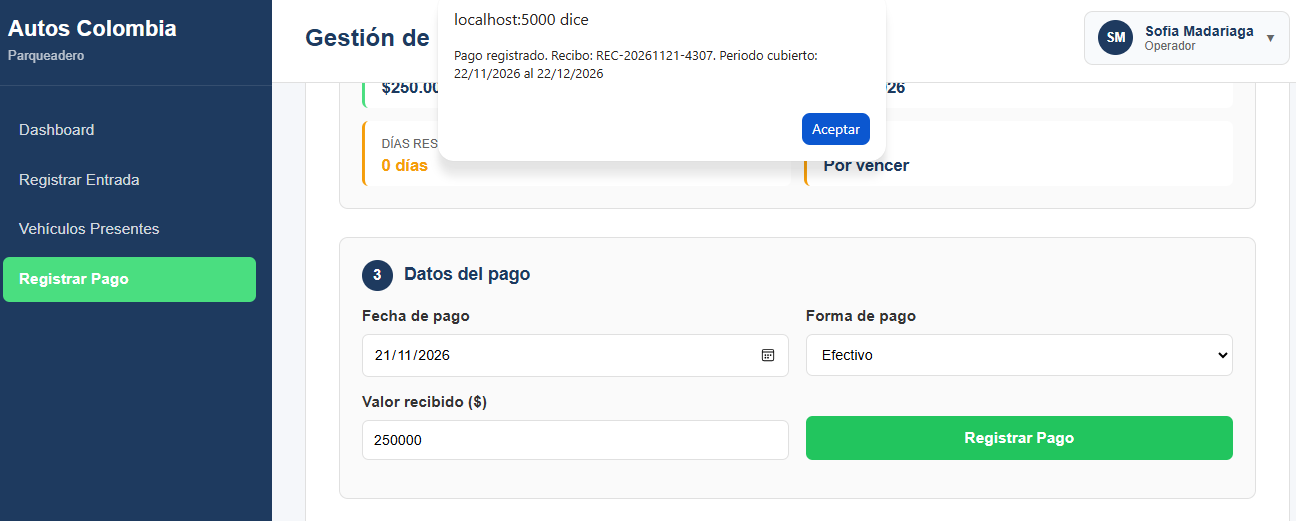 Autos Colombia
Parqueadero
Dashboard
Registrar Entrada
Vehículos Presentes
Registrar Pago
Gestión de
localhost:5000 dice
Pago registrado. Recibo: REC-20261121-4307. Periodo cubierto:
22/11/2026 al 22/12/2026
Aceptar
SM
Sofia Madariaga
Operador
DÍAS RES
0 días
Por vencer
3
Datos del pago
Fecha de pago
Forma de pago
21/11/2026
Efectivo
Valor recibido ($)
250000
Registrar Pago